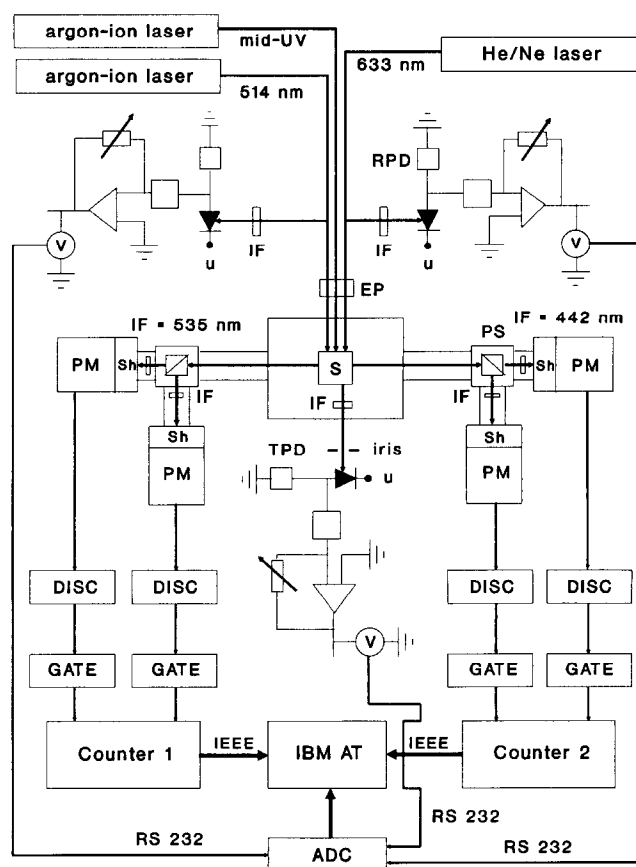 argon-ion laser
mid-UV
argon-ion laser
514 nm
He/Ne laser
633 nm
RPD
V
u
IF
IF
u
V
EP
IF = 535 nm
PS
IF = 442 nm
PM
Sh
S
Sh
PM
IF
IF
IF
Sh
PM
TPD
iris
u
Sh
PM
DISC
DISC
DISC
DISC
V
GATE
GATE
GATE
GATE
Counter 1
IEEE
IBM AT
IEEE
Counter 2
RS 232
RS 232
ADC
RS 232